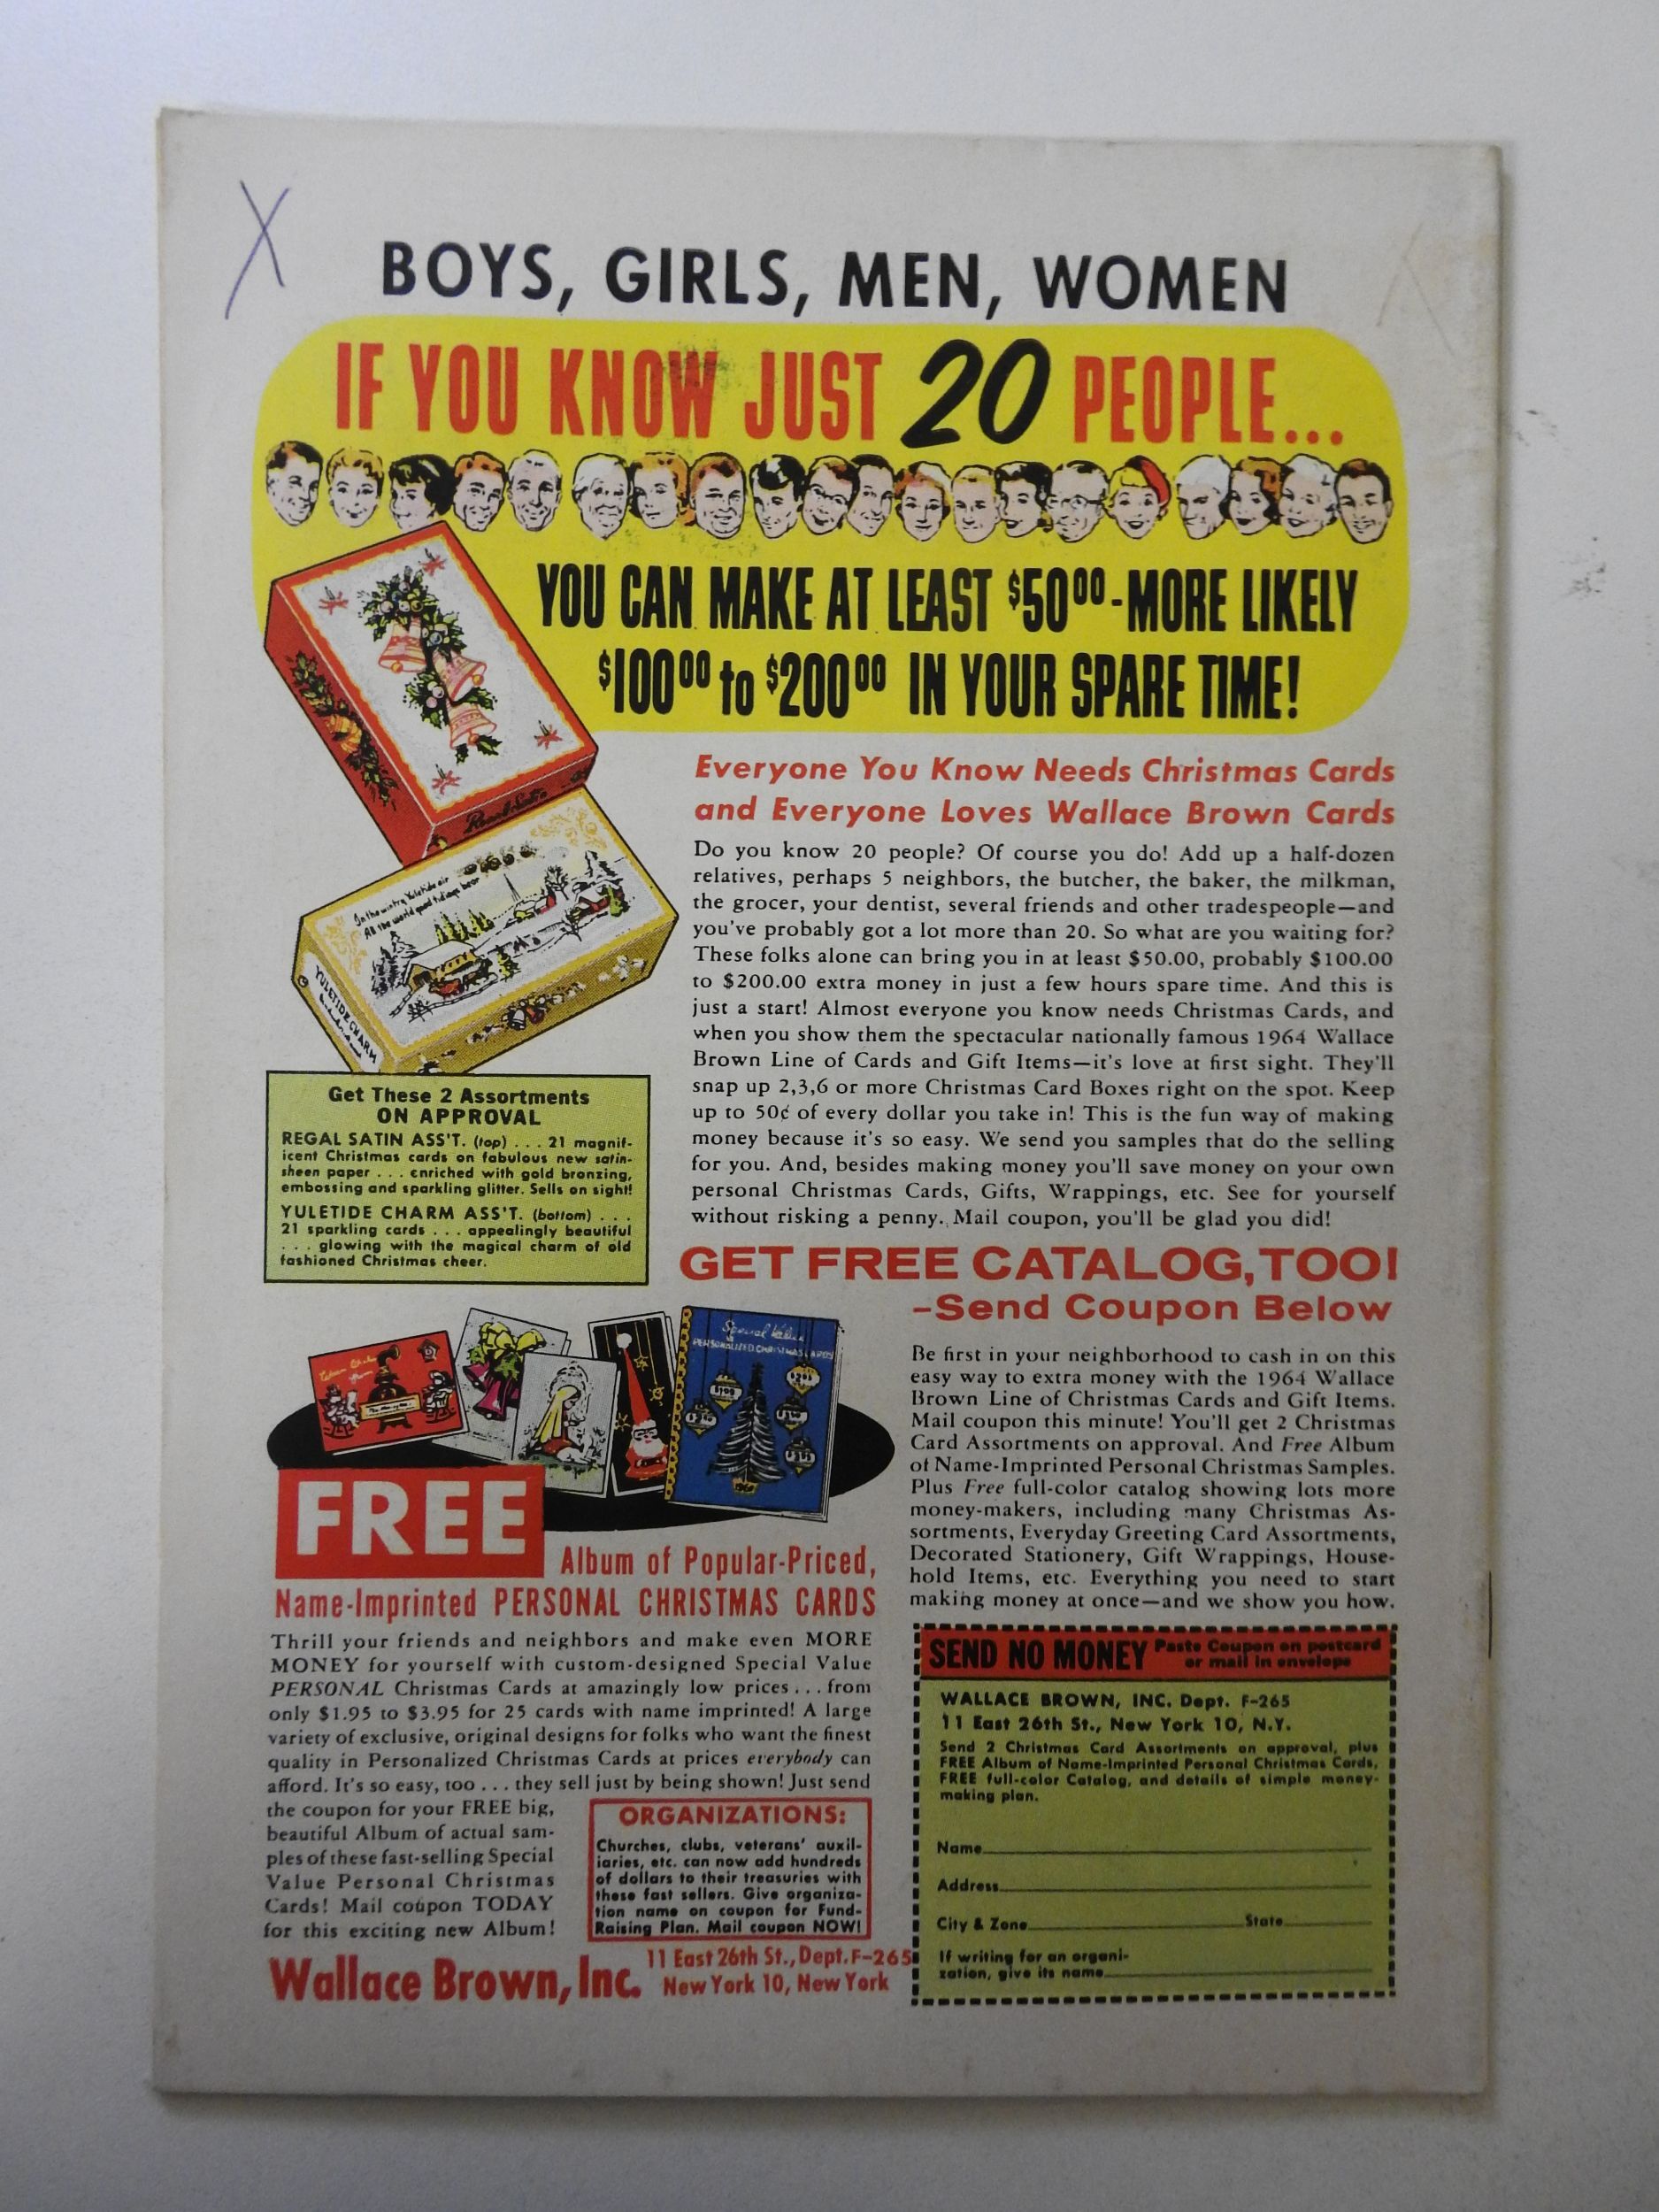 X
BOYS, GIRLS, MEN, WOMEN
IF YOU KNOW JUST 20 PEOPLE...
YOU CAN MAKE AT LEAST $50⁰⁰-MORE LIKELY
$100⁰⁰ to $200⁰⁰ IN YOUR SPARE TIME!
In the wintry Yuletide air
All the world good tidings bear
YULETIDE CHARM
Everyone You Know Needs Christmas Cards
and Everyone Loves Wallace Brown Cards
Do you know 20 people? Of course you do! Add up a half-dozen
relatives, perhaps 5 neighbors, the butcher, the baker, the milkman,
the grocer, your dentist, several friends and other tradespeople—and
you've probably got a lot more than 20. So what are you waiting for?
These folks alone can bring you in at least $50.00, probably $100.00
to $200.00 extra money in just a few hours spare time. And this is
just a start! Almost everyone you know needs Christmas Cards, and
when you show them the spectacular nationally famous 1964 Wallace
Brown Line of Cards and Gift Items—it's love at first sight. They'll
snap up 2,3,6 or more Christmas Card Boxes right on the spot. Keep
up to 50¢ of every dollar you take in! This is the fun way of making
money because it's so easy. We send you samples that do the selling
for you. And, besides making money you'll save money on your own
personal Christmas Cards, Gifts, Wrappings, etc. See for yourself
without risking a penny. Mail coupon, you'll be glad you did!
Get These 2 Assortments
ON APPROVAL
REGAL SATIN ASS'T. (top) . . . 21 magnif-
icent Christmas cards on fabulous new satin-
sheen paper . . . enriched with gold bronzing,
embossing and sparkling glitter. Sells on sight!
YULETIDE CHARM ASS'T. (bottom) . . .
21 sparkling cards . . . appealingly beautiful
. . . glowing with the magical charm of old
fashioned Christmas cheer.
GET FREE CATALOG, TOO!
–Send Coupon Below
Be first in your neighborhood to cash in on this
easy way to extra money with the 1964 Wallace
Brown Line of Christmas Cards and Gift Items.
Mail coupon this minute! You'll get 2 Christmas
Card Assortments on approval. And Free Album
of Name-Imprinted Personal Christmas Samples.
Plus Free full-color catalog showing lots more
money-makers, including many Christmas As-
sortments, Everyday Greeting Card Assortments,
Decorated Stationery, Gift Wrappings, House-
hold Items, etc. Everything you need to start
making money at once—and we show you how.
Special Value
PERSONALIZED CHRISTMAS CARDS
FREE
Album of Popular-Priced,
Name-Imprinted PERSONAL CHRISTMAS CARDS
Thrill your friends and neighbors and make even MORE
MONEY for yourself with custom-designed Special Value
PERSONAL Christmas Cards at amazingly low prices . . . from
only $1.95 to $3.95 for 25 cards with name imprinted! A large
variety of exclusive, original designs for folks who want the finest
quality in Personalized Christmas Cards at prices everybody can
afford. It's so easy, too . . . they sell just by being shown! Just send
the coupon for your FREE big,
beautiful Album of actual sam-
ples of these fast-selling Special
Value Personal Christmas
Cards! Mail coupon TODAY
for this exciting new Album!
ORGANIZATIONS:
Churches, clubs, veterans' auxil-
iaries, etc. can now add hundreds
of dollars to their treasuries with
these fast sellers. Give organiza-
tion name on coupon for Fund-
Raising Plan. Mail coupon NOW!
Wallace Brown, Inc.
11 East 26th St., Dept. F-265
New York 10, New York
SEND NO MONEY Paste Coupon on postcard
or mail in envelope
WALLACE BROWN, INC. Dept. F-265
11 East 26th St., New York 10, N.Y.
Send 2 Christmas Card Assortments on approval, plus
FREE Album of Name-Imprinted Personal Christmas Cards,
FREE full-color Catalog, and details of simple money-
making plan.
Name
Address
City & Zone State
If writing for an organi-
zation, give its name